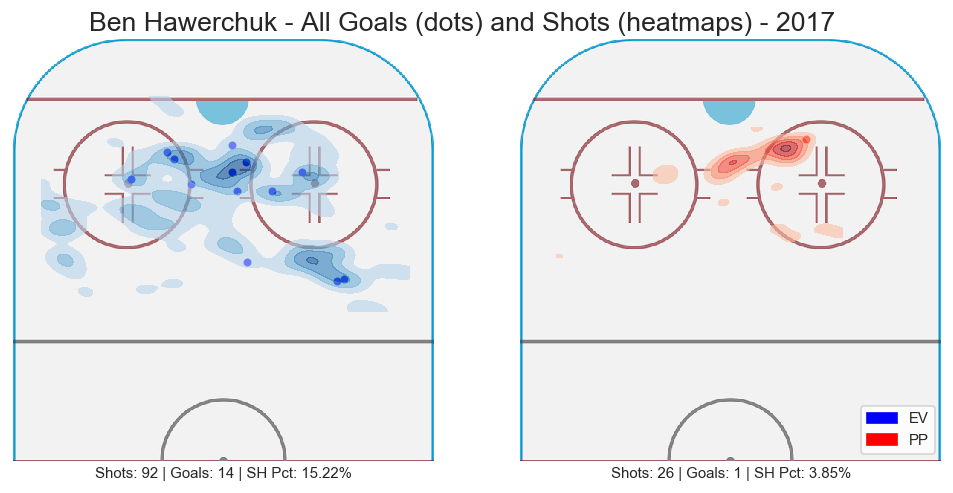 Ben Hawerchuk - All Goals (dots) and Shots (heatmaps) - 2017
EV
PP
Shots: 92 | Goals: 14 | SH Pct: 15.22%
Shots: 26 | Goals: 1 | SH Pct: 3.85%